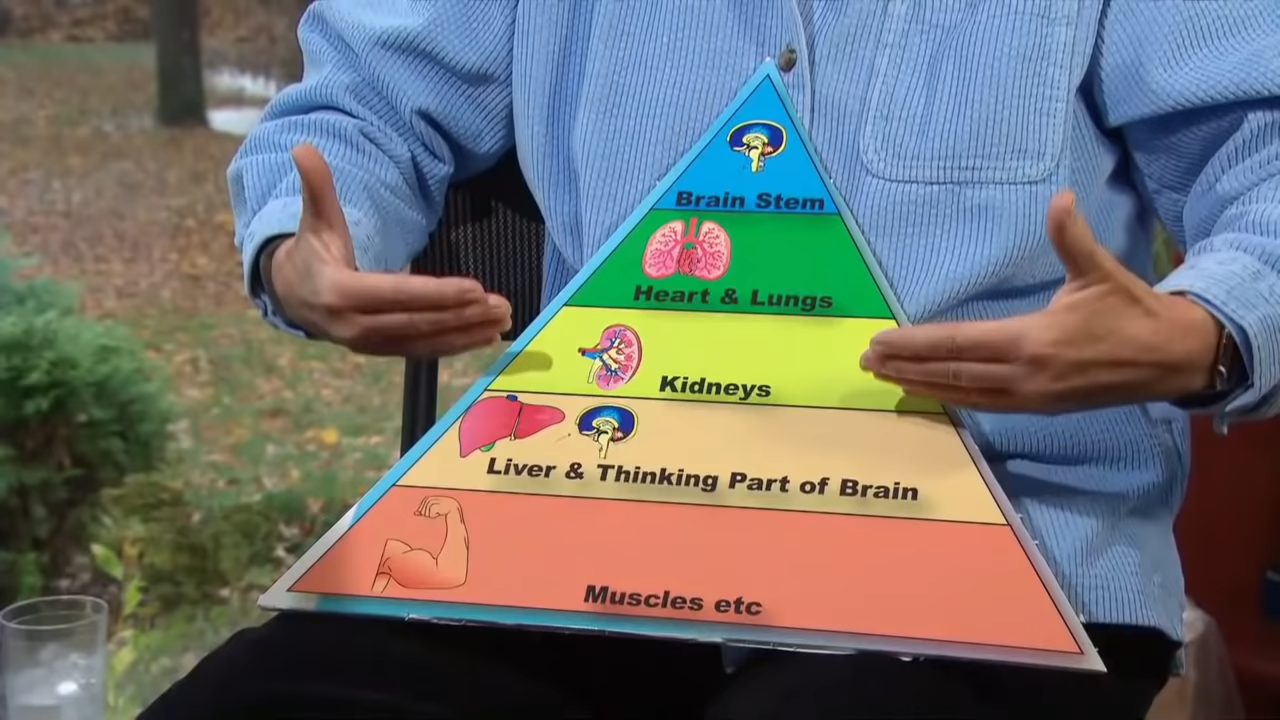 Brain Stem
Heart & Lungs
Kidneys
Liver & Thinking Part of Brain
Muscles etc